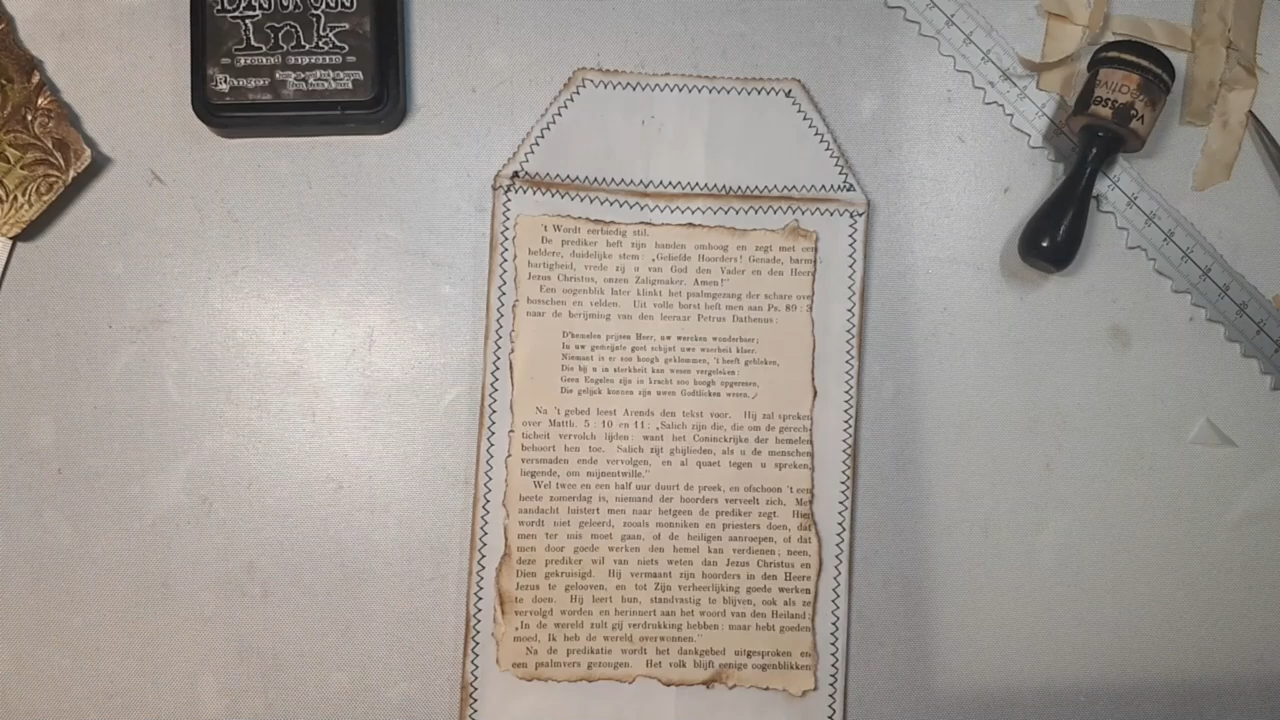 Distress
Ink
- ground espresso -
Ranger
't Wordt eerbiedig stil.
De prediker heft zijn handen omhoog en zegt met een
heldere, duidelijke stem: „Geliefde Hoorders! Genade, barm-
hartigheid, vrede zij u van God den Vader en den Heere
Jezus Christus, onzen Zaligmaker. Amen!"
Een oogenblik later klinkt het psalmgezang der schare over
bosschen en velden. Uit volle borst heft men aan Ps. 89 : 3
naar de berijming van den leeraar Petrus Dathenus:
D'hemelen prijsen Heer, uw wercken wonderbaer;
In uw gemeijnte goet schijnt uwe waerheit klaer.
Niemant is er soo hoogh geklommen, 't heeft gebleken,
Die bij u in sterkheit kan wesen vergeleken:
Geen Engelen zijn in kracht soo hoogh opgeresen,
Die gelijck konnen zijn uwen Godtlicken wesen.
Na 't gebed leest Arends den tekst voor. Hij zal spreken
over Matth. 5 : 10 en 11: „Salich zijn die, die om de gerech-
ticheit vervolch lijden: want het Coninckrijke der hemelen
behoort hen toe. Salich zijt ghijlieden, als u de menschen
versmaden ende vervolgen, en al quaet tegen u spreken,
liegende, om mijnentwille."
Wel twee en een half uur duurt de preek, en ofschoon 't een
heete zomerdag is, niemand der hoorders verveelt zich. Met
aandacht luistert men naar hetgeen de prediker zegt. Hier
wordt niet geleerd, zooals monniken en priesters doen, dat
men ter mis moet gaan, of de heiligen aanroepen, of dat
men door goede werken den hemel kan verdienen; neen,
deze prediker wil van niets weten dan Jezus Christus en
Dien gekruisigd. Hij vermaant zijn hoorders in den Heere
Jezus te gelooven, en tot Zijn verheerlijking goede werken
te doen. Hij leert hun, standvastig te blijven, ook als ze
vervolgd worden en herinnert aan het woord van den Heiland:
„In de wereld zult gij verdrukking hebben: maar hebt goeden
moed, Ik heb de wereld overwonnen."
Na de predikatie wordt het dankgebed uitgesproken en
een psalmvers gezongen. Het volk blijft eenige oogenblikken